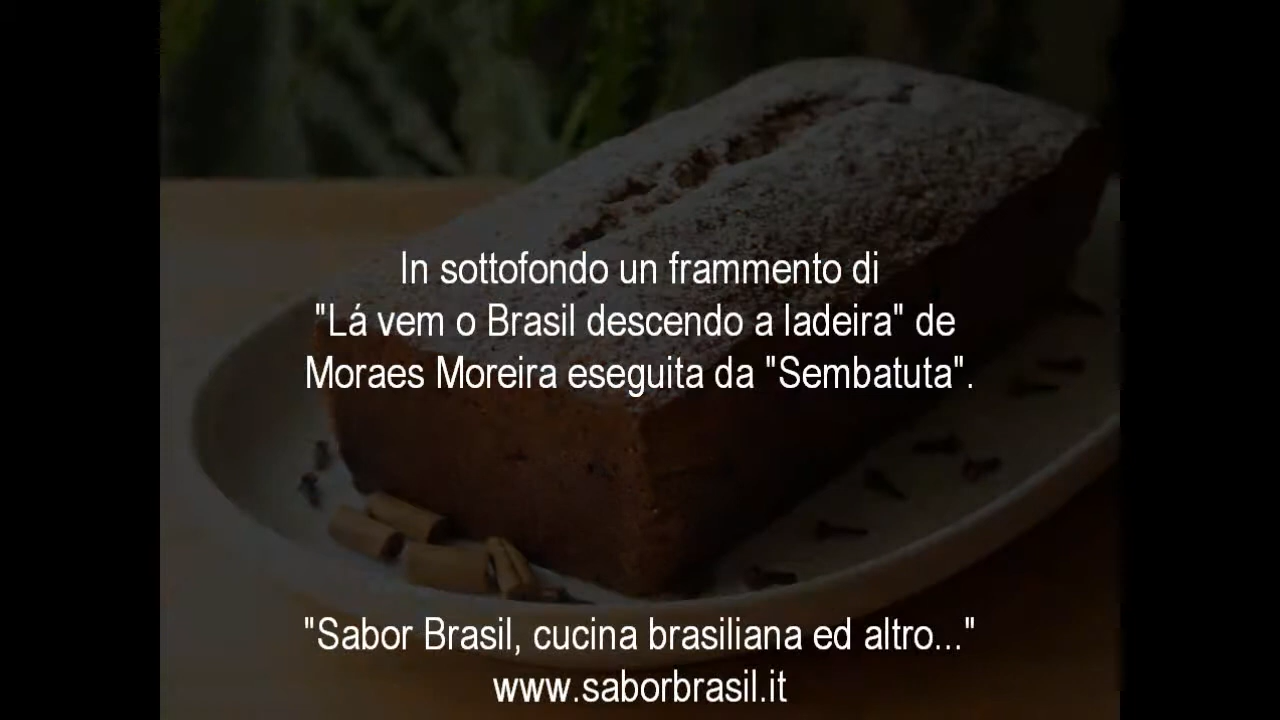 In sottofondo un frammento di
"Lá vem o Brasil descendo a ladeira" de
Moraes Moreira eseguita da "Sembatuta".
"Sabor Brasil, cucina brasiliana ed altro..."
www.saborbrasil.it